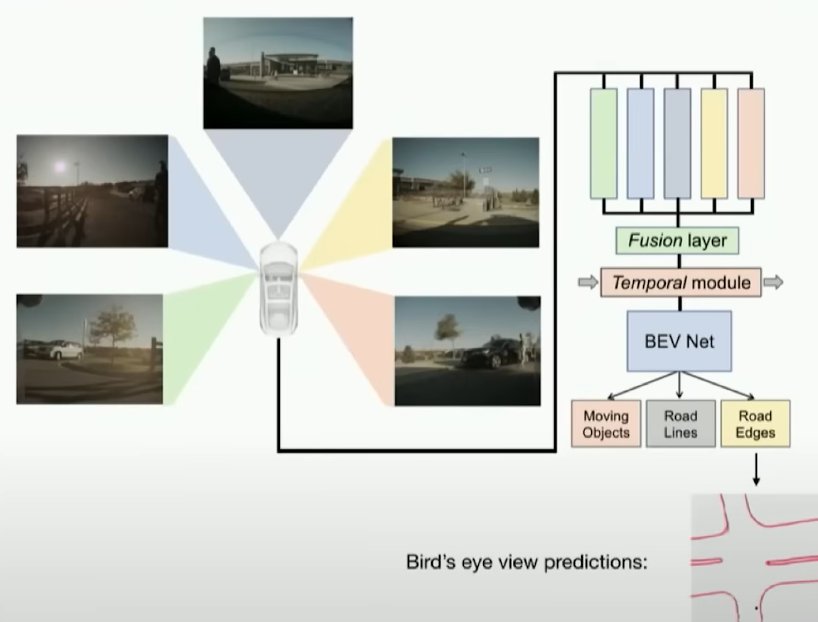 Fusion layer
Temporal module
BEV Net
Moving
Objects
Road
Lines
Road
Edges
Bird's eye view predictions: